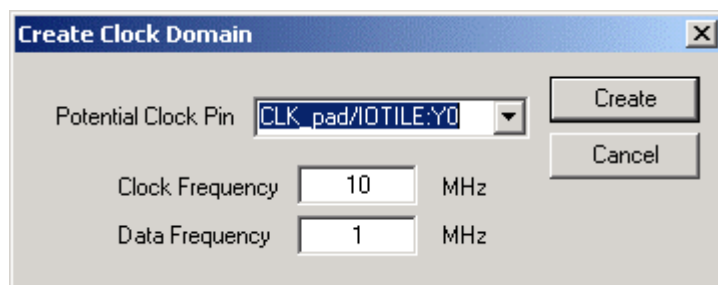 Create Clock Domain
Potential Clock Pin CLK_pad/IOTILE:Y0 Create
Cancel
Clock Frequency 10 MHz
Data Frequency 1 MHz